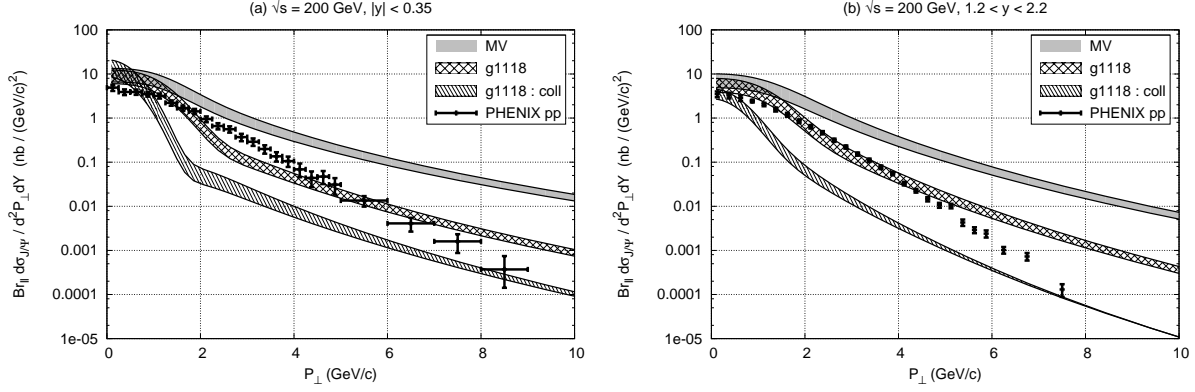 (a) √s = 200 GeV, |y| < 0.35
Br_ll dσ_J/Ψ / d²P_⊥dY (nb / (GeV/c)²)
100
10
1
0.1
0.01
0.001
0.0001
1e-05
MV
g1118
g1118 : coll
PHENIX pp
0 2 4 6 8 10
P_⊥ (GeV/c)
(b) √s = 200 GeV, 1.2 < y < 2.2
Br_ll dσ_J/Ψ / d²P_⊥dY (nb / (GeV/c)²)
100
10
1
0.1
0.01
0.001
0.0001
1e-05
MV
g1118
g1118 : coll
PHENIX pp
0 2 4 6 8 10
P_⊥ (GeV/c)